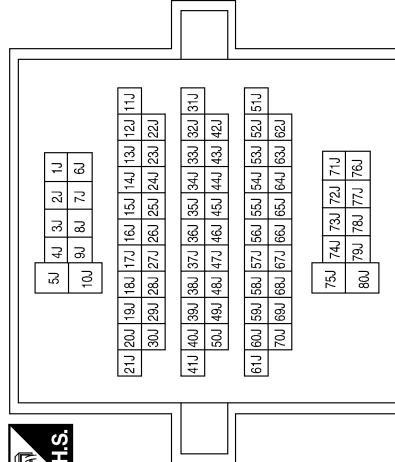 H.S.
5J 4J 3J 2J 1J
10J 9J 8J 7J 6J
21J 20J 19J 18J 17J 16J 15J 14J 13J 12J 11J
30J 29J 28J 27J 26J 25J 24J 23J 22J
41J 40J 39J 38J 37J 36J 35J 34J 33J 32J 31J
50J 49J 48J 47J 46J 45J 44J 43J 42J
61J 60J 59J 58J 57J 56J 55J 54J 53J 52J 51J
70J 69J 68J 67J 66J 65J 64J 63J 62J
75J 74J 73J 72J 71J
80J 79J 78J 77J 76J